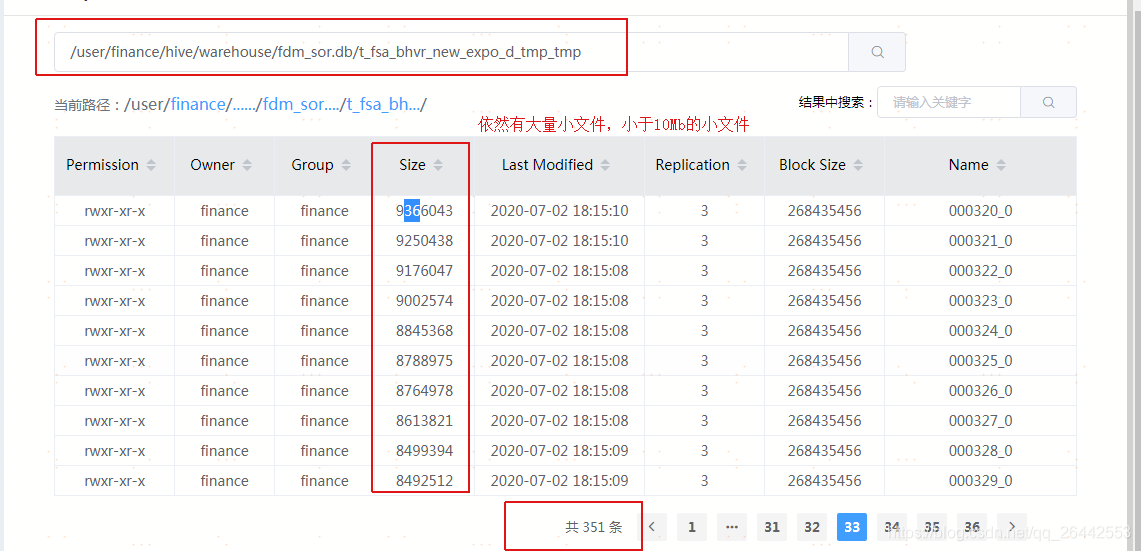 /user/finance/hive/warehouse/fdm_sor.db/t_fsa_bhvr_new_expo_d_tmp_tmp
当前路径：/user/finance/....../fdm_sor..../t_fsa_bh.../ 结果中搜索： 请输入关键字
依然有大量小文件，小于10Mb的小文件
Permission Owner Group Size Last Modified Replication Block Size Name
rwxr-xr-x finance finance 9366043 2020-07-02 18:15:10 3 268435456 000320_0
rwxr-xr-x finance finance 9250438 2020-07-02 18:15:10 3 268435456 000321_0
rwxr-xr-x finance finance 9176047 2020-07-02 18:15:08 3 268435456 000322_0
rwxr-xr-x finance finance 9002574 2020-07-02 18:15:08 3 268435456 000323_0
rwxr-xr-x finance finance 8845368 2020-07-02 18:15:08 3 268435456 000324_0
rwxr-xr-x finance finance 8788975 2020-07-02 18:15:08 3 268435456 000325_0
rwxr-xr-x finance finance 8764978 2020-07-02 18:15:08 3 268435456 000326_0
rwxr-xr-x finance finance 8613821 2020-07-02 18:15:08 3 268435456 000327_0
rwxr-xr-x finance finance 8499394 2020-07-02 18:15:09 3 268435456 000328_0
rwxr-xr-x finance finance 8492512 2020-07-02 18:15:09 3 268435456 000329_0
共 351 条 1 ··· 31 32 33 34 35 36
https://blog.csdn.net/qq_26442553